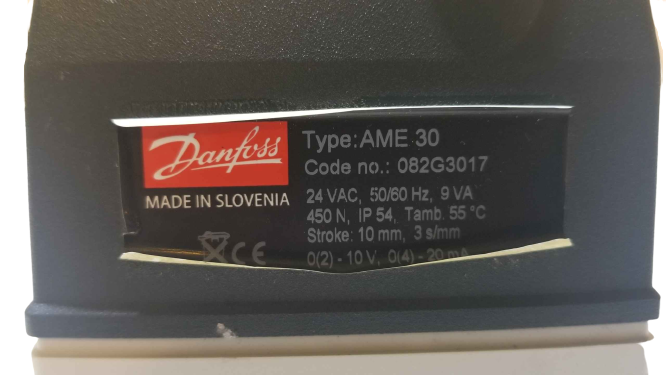 Danfoss
MADE IN SLOVENIA
Type: AME 30
Code no.: 082G3017
24 VAC, 50/60 Hz, 9 VA
450 N, IP 54, Tamb. 55 °C
Stroke: 10 mm, 3 s/mm
CE
0(2) - 10 V, 0(4) - 20 mA